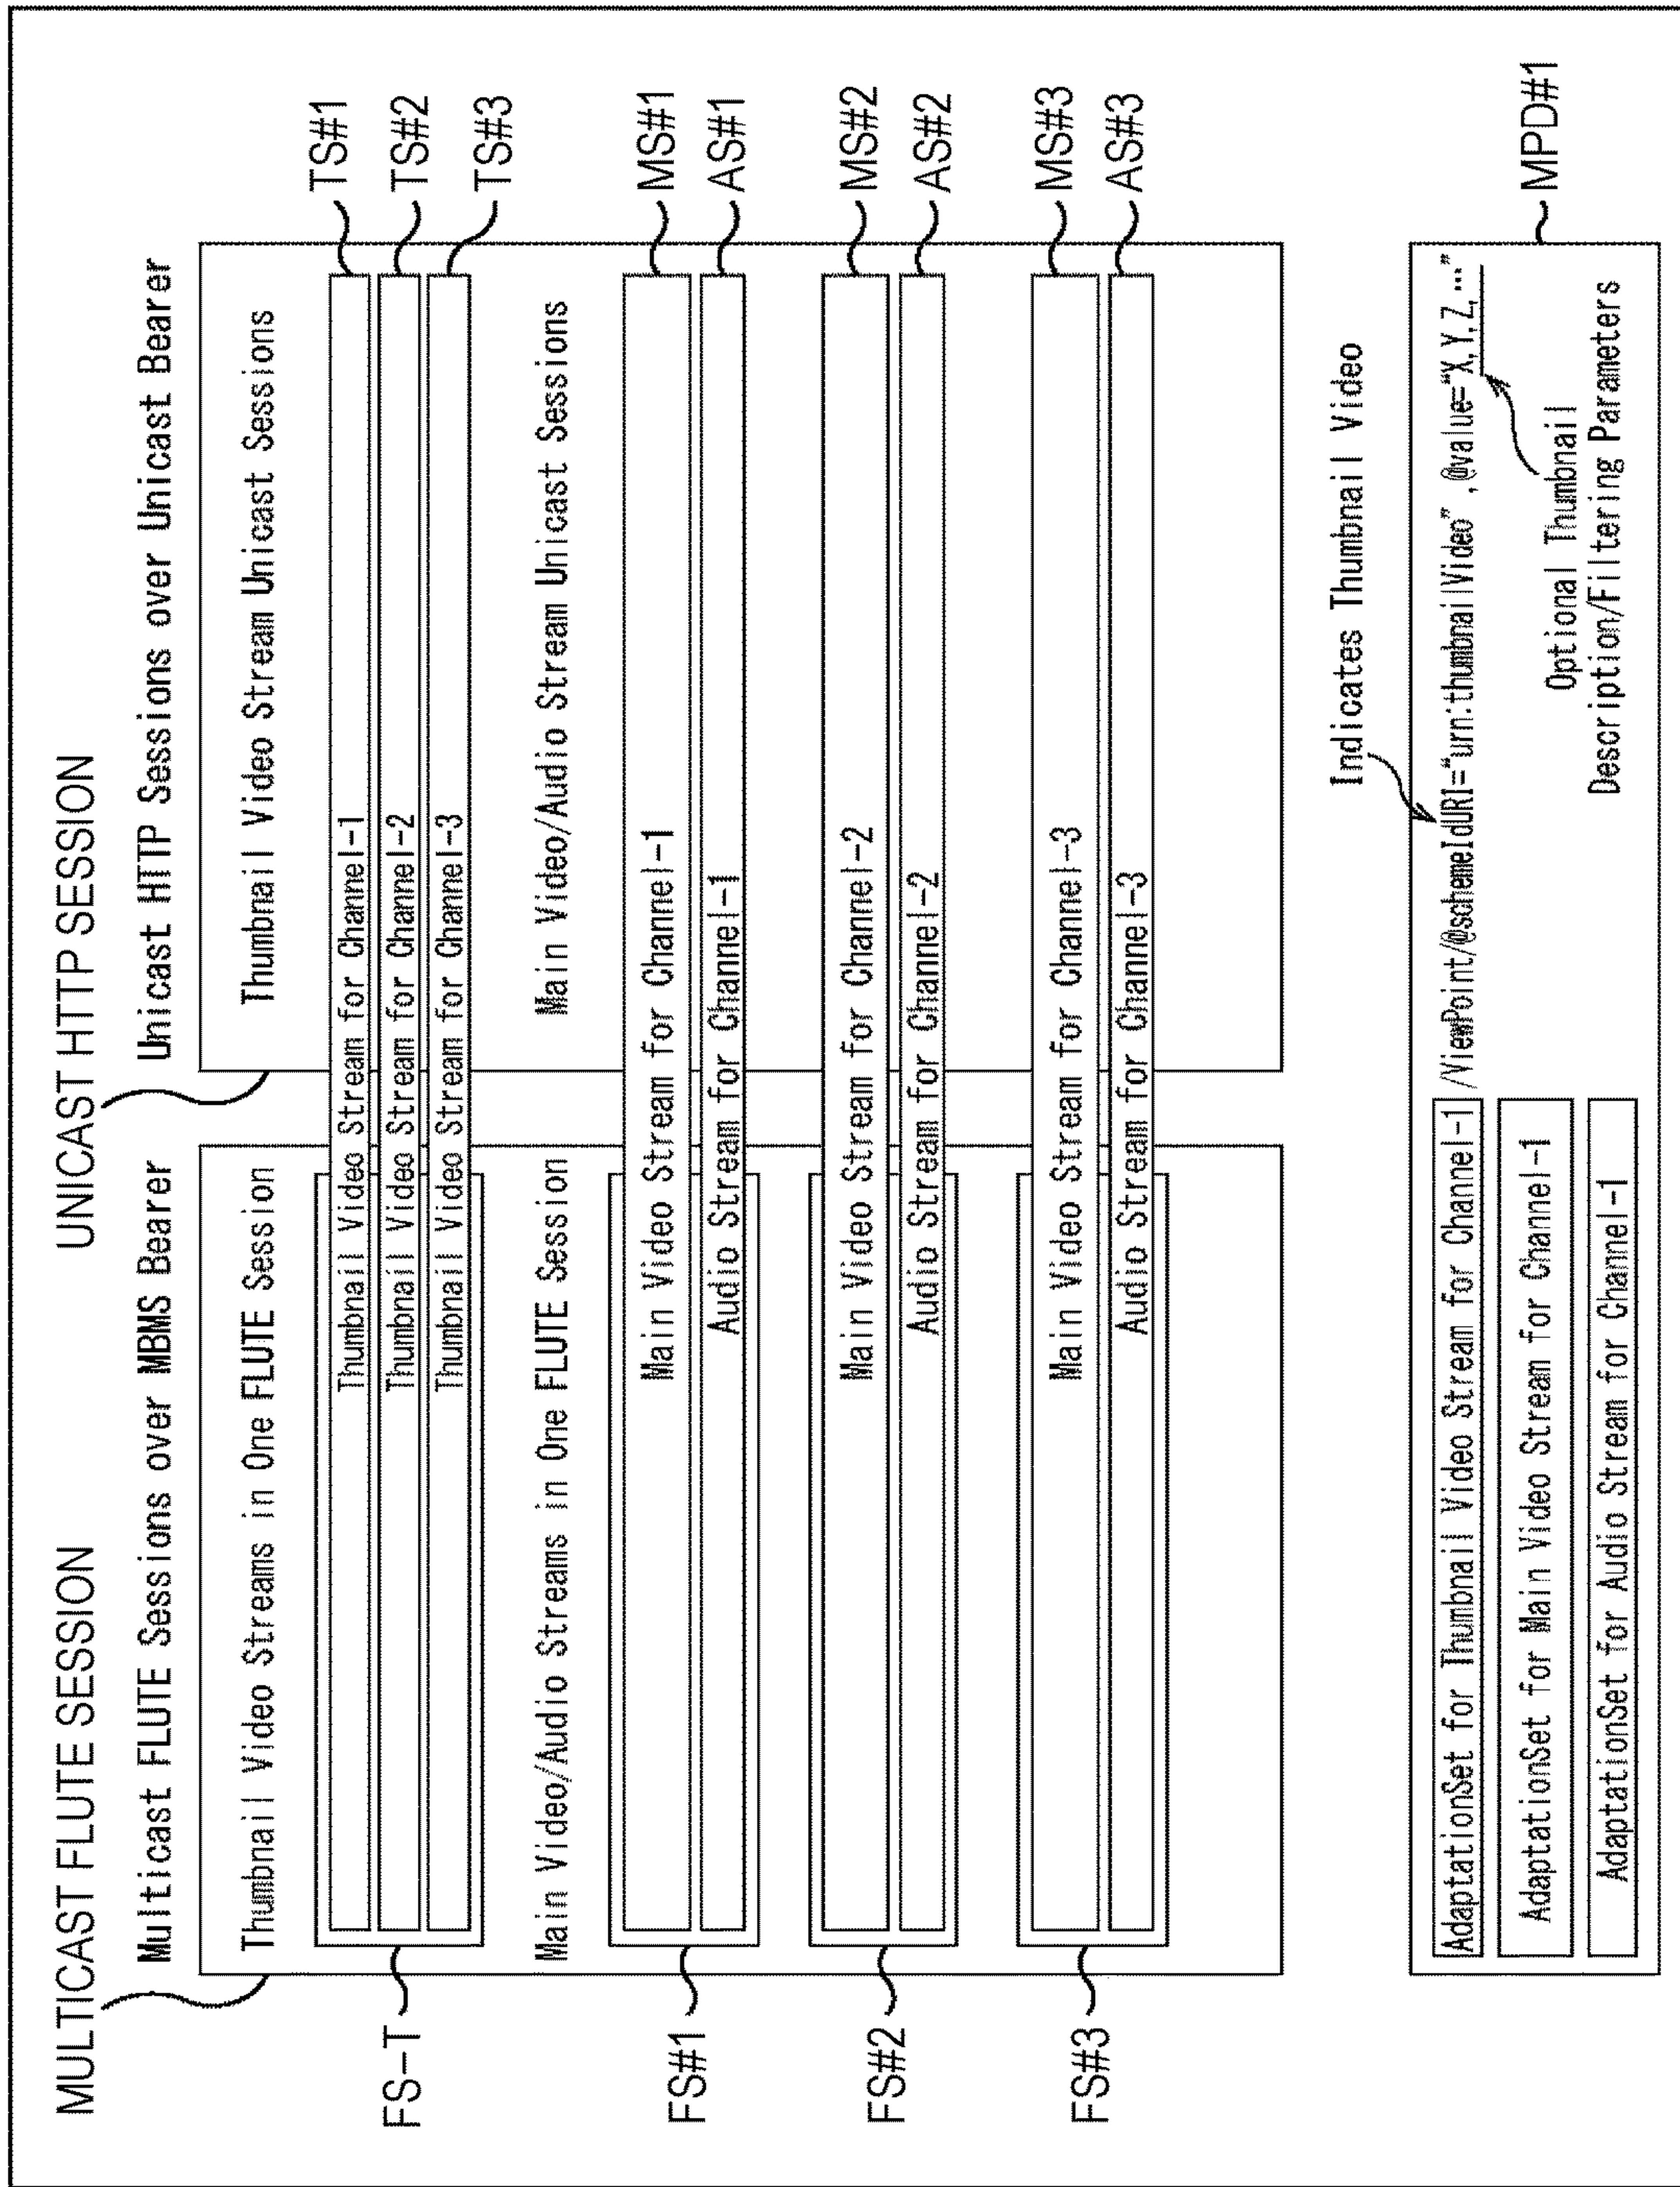 MULTICAST FLUTE SESSION
UNICAST HTTP SESSION
Multicast FLUTE Sessions over MBMS Bearer
Unicast HTTP Sessions over Unicast Bearer
Thumbnail Video Streams in One FLUTE Session
Thumbnail Video Stream Unicast Sessions
FS-T
Thumbnail Video Stream for Channel-1
TS#1
Thumbnail Video Stream for Channel-2
TS#2
Thumbnail Video Stream for Channel-3
TS#3
Main Video/Audio Streams in One FLUTE Session
Main Video/Audio Stream Unicast Sessions
FS#1
Main Video Stream for Channel-1
MS#1
Audio Stream for Channel-1
AS#1
FS#2
Main Video Stream for Channel-2
MS#2
Audio Stream for Channel-2
AS#2
FS#3
Main Video Stream for Channel-3
MS#3
Audio Stream for Channel-3
AS#3
Indicates Thumbnail Video
AdaptationSet for Thumbnail Video Stream for Channel-1
/ViewPoint/@schemeIdURI="urn:thumbnailVideo",@value="X,Y,Z,..."
MPD#1
AdaptationSet for Main Video Stream for Channel-1
Optional Thumbnail
Description/Filtering Parameters
AdaptationSet for Audio Stream for Channel-1